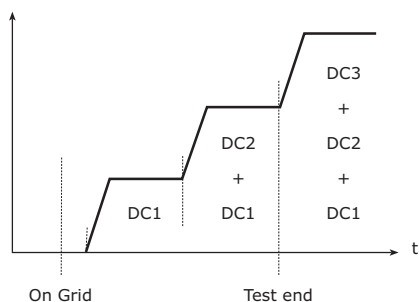 DC3
+
DC2
+
DC1
DC2
+
DC1
DC1
t
On Grid
Test end